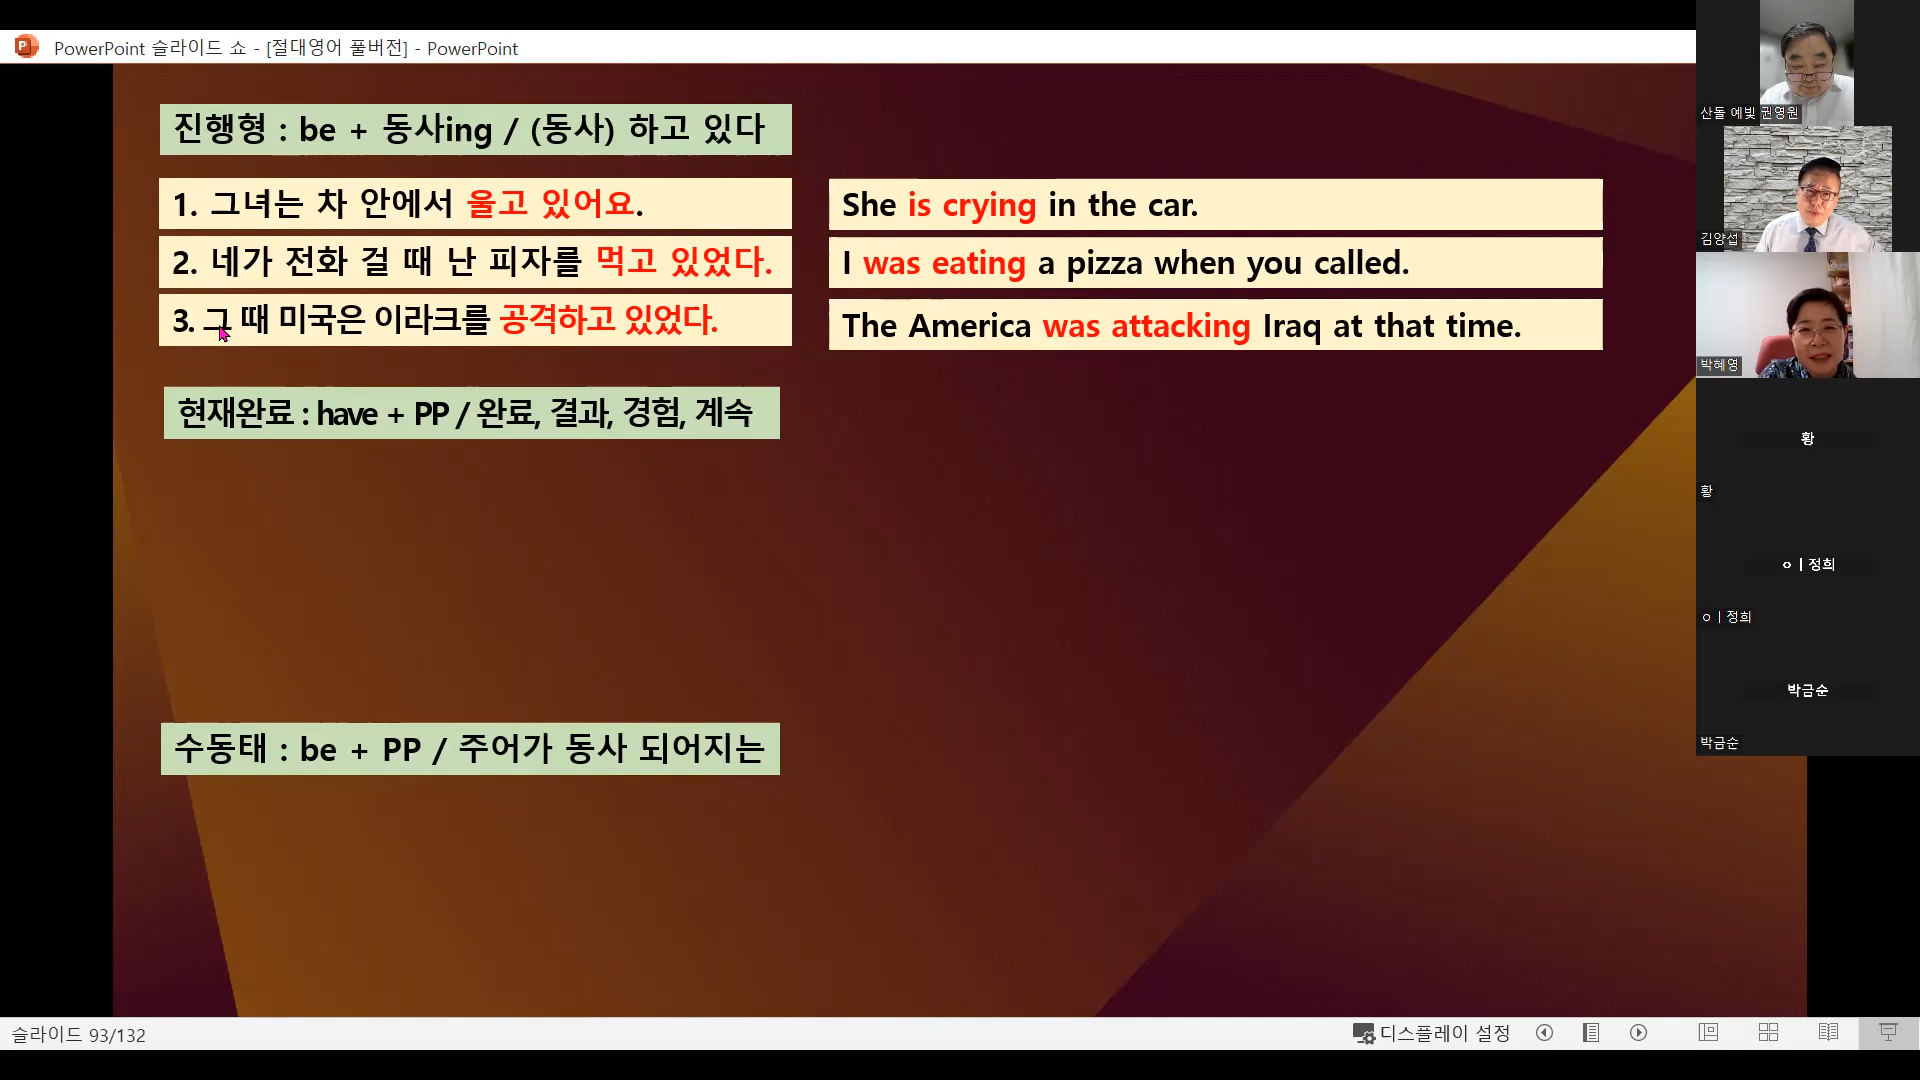 PowerPoint 슬라이드 쇼 - [절대영어 풀버전] - PowerPoint
진행형 : be + 동사ing / (동사) 하고 있다
1. 그녀는 차 안에서 울고 있어요.
She is crying in the car.
2. 네가 전화 걸 때 난 피자를 먹고 있었다.
I was eating a pizza when you called.
3. 그 때 미국은 이라크를 공격하고 있었다.
The America was attacking Iraq at that time.
현재완료 : have + PP / 완료, 결과, 경험, 계속
수동태 : be + PP / 주어가 동사 되어지는
산돌 예빛 권영원
김양섭
박혜영
황
황
ㅇㅣ정희
ㅇㅣ정희
박금순
박금순
슬라이드 93/132
디스플레이 설정